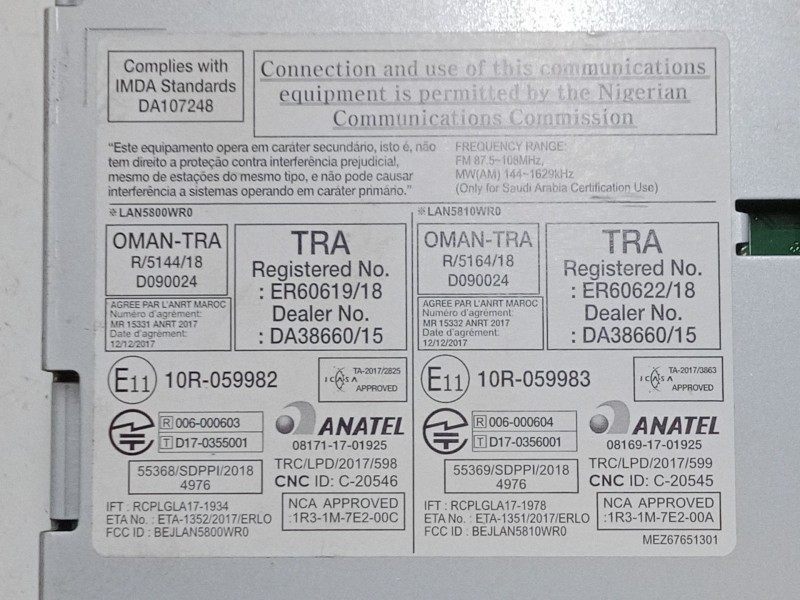 Complies with
IMDA Standards
DA107248
Connection and use of this communications
equipment is permitted by the Nigerian
Communications Commission
"Este equipamento opera em caráter secundário, isto é, não
tem direito a proteção contra interferência prejudicial,
mesmo de estações do mesmo tipo, e não pode causar
interferência a sistemas operando em caráter primário."
FREQUENCY RANGE:
FM 87.5~108MHz,
MW(AM) 144~1629kHz
(Only for Saudi Arabia Certification Use)
※LAN5800WR0
OMAN-TRA
R/5144/18
D090024
TRA
Registered No.
: ER60619/18
Dealer No.
: DA38660/15
AGREE PAR L'ANRT MAROC
Numéro d'agrément:
MR 15331 ANRT 2017
Date d'agrément:
12/12/2017
E11 10R-059982
ICASA
TA-2017/2825
APPROVED
R 006-000603
T D17-0355001
ANATEL
08171-17-01925
55368/SDPPI/2018
4976
TRC/LPD/2017/598
CNC ID: C-20546
IFT : RCPLGLA17-1934
ETA No. : ETA-1352/2017/ERLO
FCC ID : BEJLAN5800WR0
NCA APPROVED
:1R3-1M-7E2-00C
※LAN5810WR0
OMAN-TRA
R/5164/18
D090024
TRA
Registered No.
: ER60622/18
Dealer No.
: DA38660/15
AGREE PAR L'ANRT MAROC
Numéro d'agrément:
MR 15332 ANRT 2017
Date d'agrément:
12/12/2017
E11 10R-059983
ICASA
TA-2017/3863
APPROVED
R 006-000604
T D17-0356001
ANATEL
08169-17-01925
55369/SDPPI/2018
4976
TRC/LPD/2017/599
CNC ID: C-20545
IFT : RCPLGLA17-1978
ETA No. : ETA-1351/2017/ERLO
FCC ID : BEJLAN5810WR0
NCA APPROVED
:1R3-1M-7E2-00A
MEZ67651301